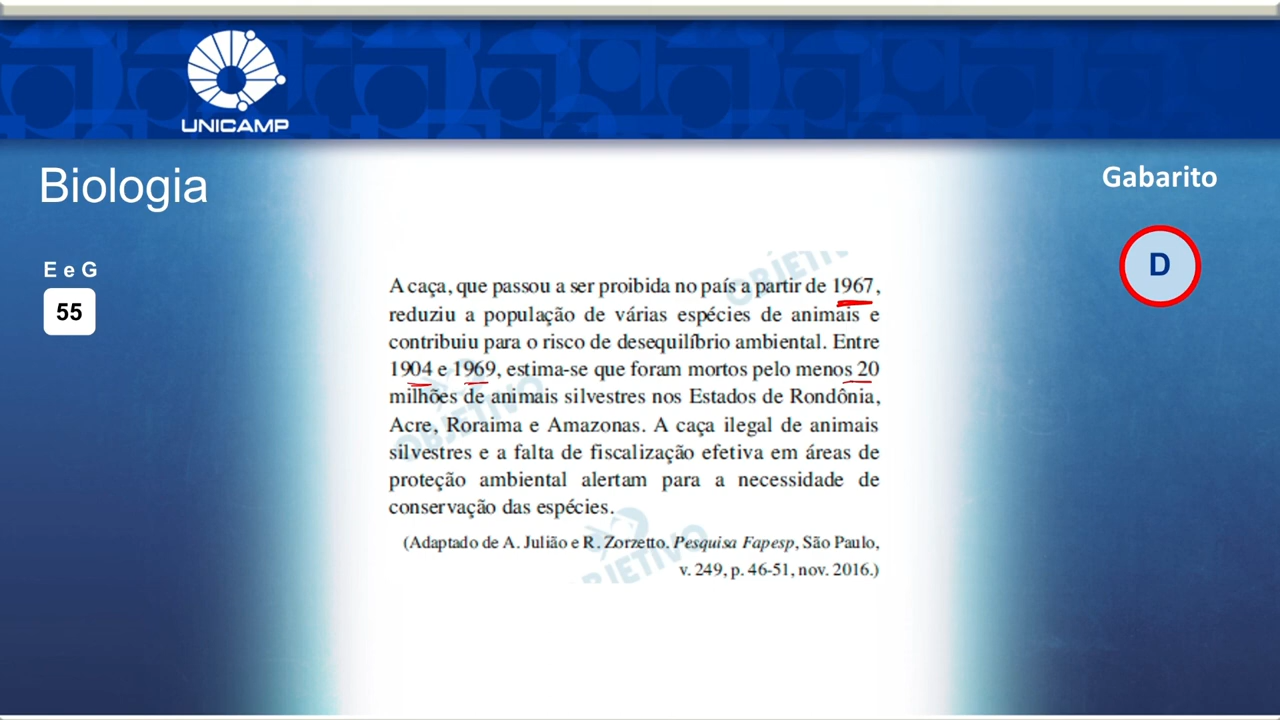 UNICAMP
Biologia
Gabarito
D
E e G
55
A caça, que passou a ser proibida no país a partir de 1967,
reduziu a população de várias espécies de animais e
contribuiu para o risco de desequilíbrio ambiental. Entre
1904 e 1969, estima-se que foram mortos pelo menos 20
milhões de animais silvestres nos Estados de Rondônia,
Acre, Roraima e Amazonas. A caça ilegal de animais
silvestres e a falta de fiscalização efetiva em áreas de
proteção ambiental alertam para a necessidade de
conservação das espécies.
(Adaptado de A. Julião e R. Zorzetto. Pesquisa Fapesp, São Paulo,
v. 249, p. 46-51, nov. 2016.)
OBJETIVO
OBJETIVO
OBJETIVO